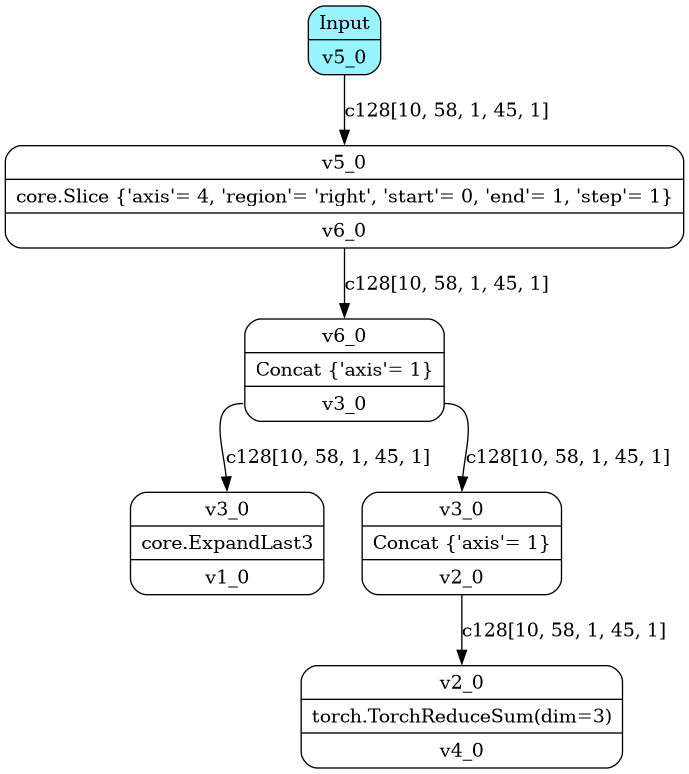 Input
v5_0
c128[10, 58, 1, 45, 1]
v5_0
core.Slice {'axis'= 4, 'region'= 'right', 'start'= 0, 'end'= 1, 'step'= 1}
v6_0
c128[10, 58, 1, 45, 1]
v6_0
Concat {'axis'= 1}
v3_0
c128[10, 58, 1, 45, 1]
c128[10, 58, 1, 45, 1]
v3_0
core.ExpandLast3
v1_0
v3_0
Concat {'axis'= 1}
v2_0
c128[10, 58, 1, 45, 1]
v2_0
torch.TorchReduceSum(dim=3)
v4_0